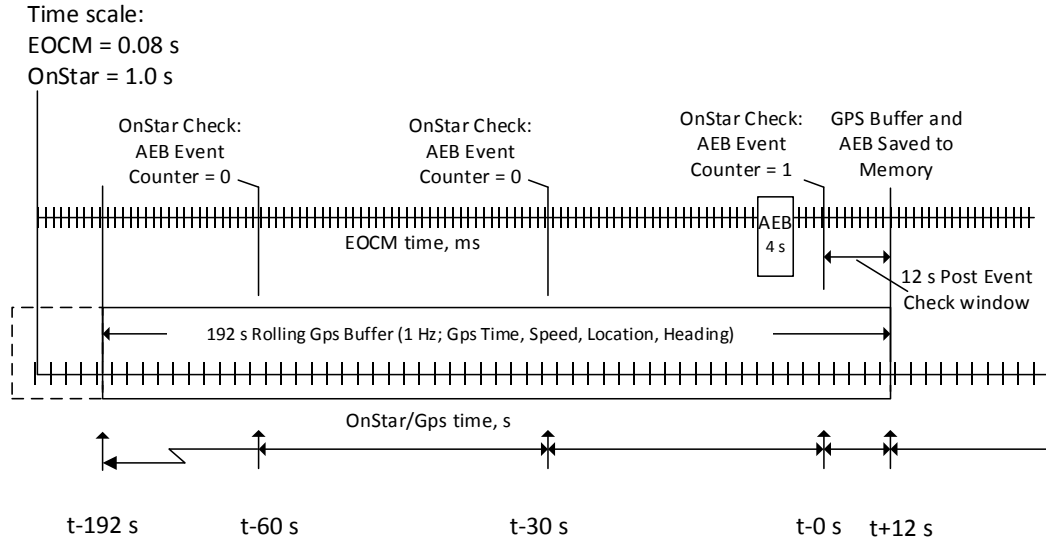 Time scale:
EOCM = 0.08 s
OnStar = 1.0 s
OnStar Check:
AEB Event
Counter = 0
OnStar Check:
AEB Event
Counter = 0
OnStar Check:
AEB Event
Counter = 1
GPS Buffer and
AEB Saved to
Memory
AEB
4 s
EOCM time, ms
12 s Post Event
Check window
192 s Rolling Gps Buffer (1 Hz; Gps Time, Speed, Location, Heading)
OnStar/Gps time, s
t-192 s
t-60 s
t-30 s
t-0 s
t+12 s